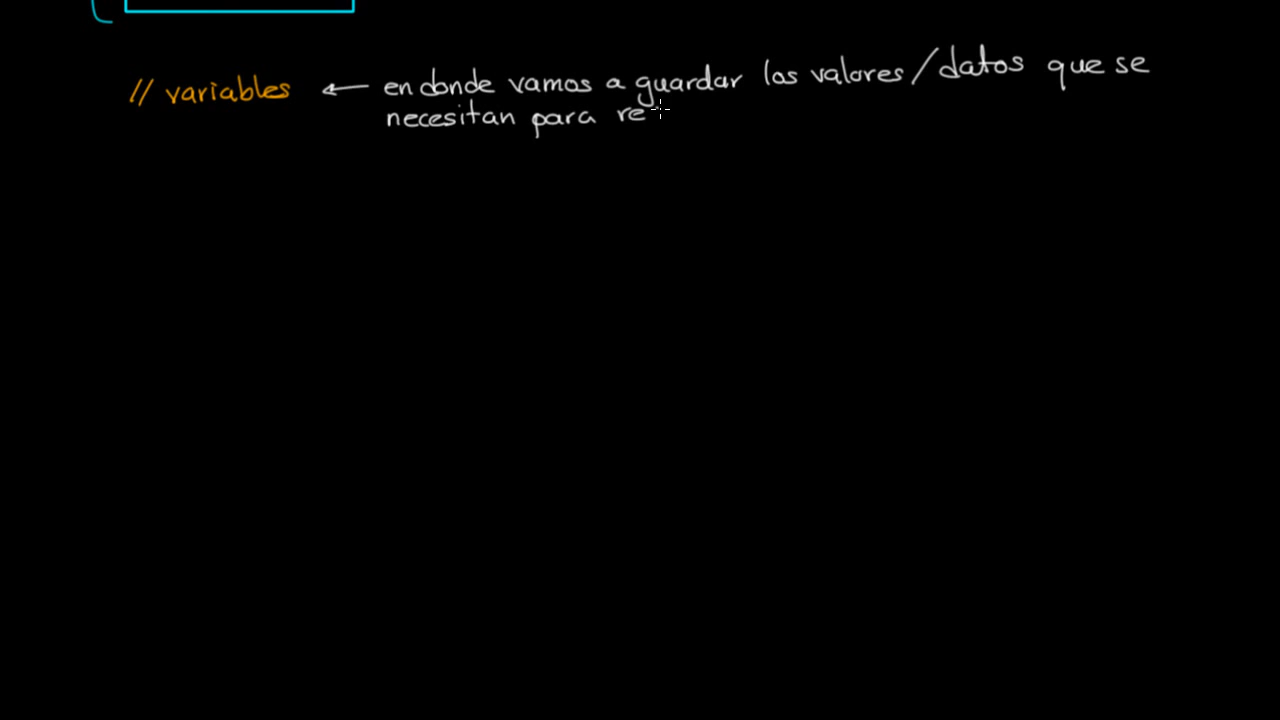 // variables ← en donde vamos a guardar los valores/datos que se
necesitan para re